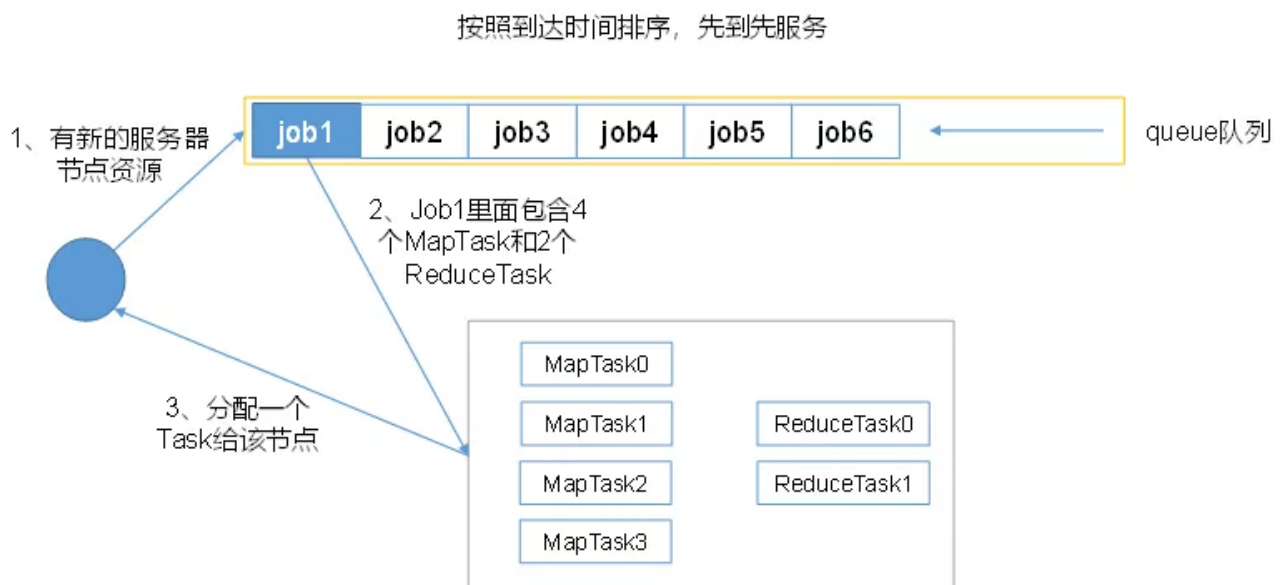 按照到达时间排序，先到先服务
1、有新的服务器
节点资源
job1 job2 job3 job4 job5 job6
queue队列
2、Job1里面包含4
个MapTask和2个
ReduceTask
3、分配一个
Task给该节点
MapTask0
MapTask1
MapTask2
MapTask3
ReduceTask0
ReduceTask1